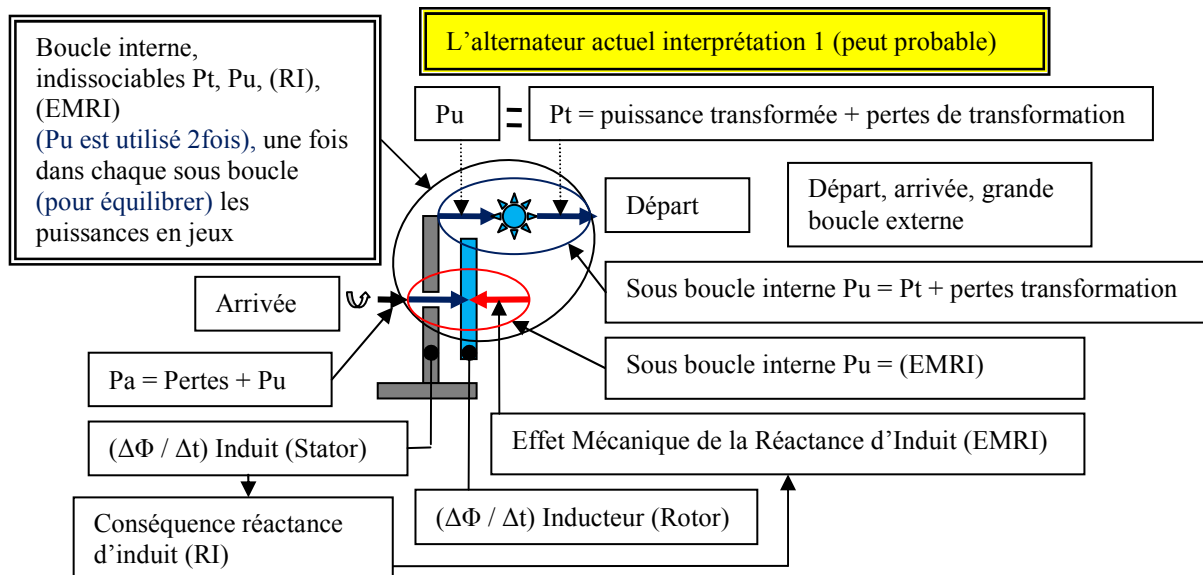 L'alternateur actuel interprétation 1 (peut probable)
Boucle interne,
indissociables Pt, Pu, (RI),
(EMRI)
(Pu est utilisé 2fois), une fois
dans chaque sous boucle
(pour équilibrer) les
puissances en jeux
Pu
=
Pt = puissance transformée + pertes de transformation
Départ
Départ, arrivée, grande
boucle externe
Arrivée
Sous boucle interne Pu = Pt + pertes transformation
Pa = Pertes + Pu
Sous boucle interne Pu = (EMRI)
(ΔΦ / Δt) Induit (Stator)
Effet Mécanique de la Réactance d'Induit (EMRI)
Conséquence réactance
d'induit (RI)
(ΔΦ / Δt) Inducteur (Rotor)